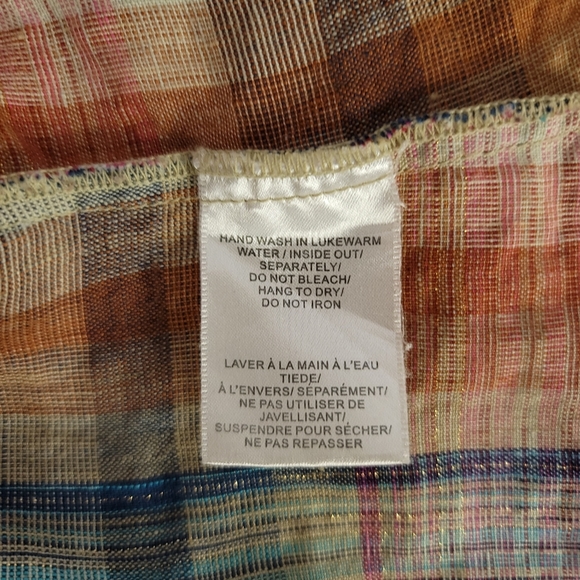 HAND WASH IN LUKEWARM
WATER / INSIDE OUT/
SEPARATELY/
DO NOT BLEACH/
HANG TO DRY/
DO NOT IRON
LAVER À LA MAIN À L'EAU
TIEDE/
À L'ENVERS/ SÉPARÉMENT/
NE PAS UTILISER DE
JAVELLISANT/
SUSPENDRE POUR SÉCHER/
NE PAS REPASSER